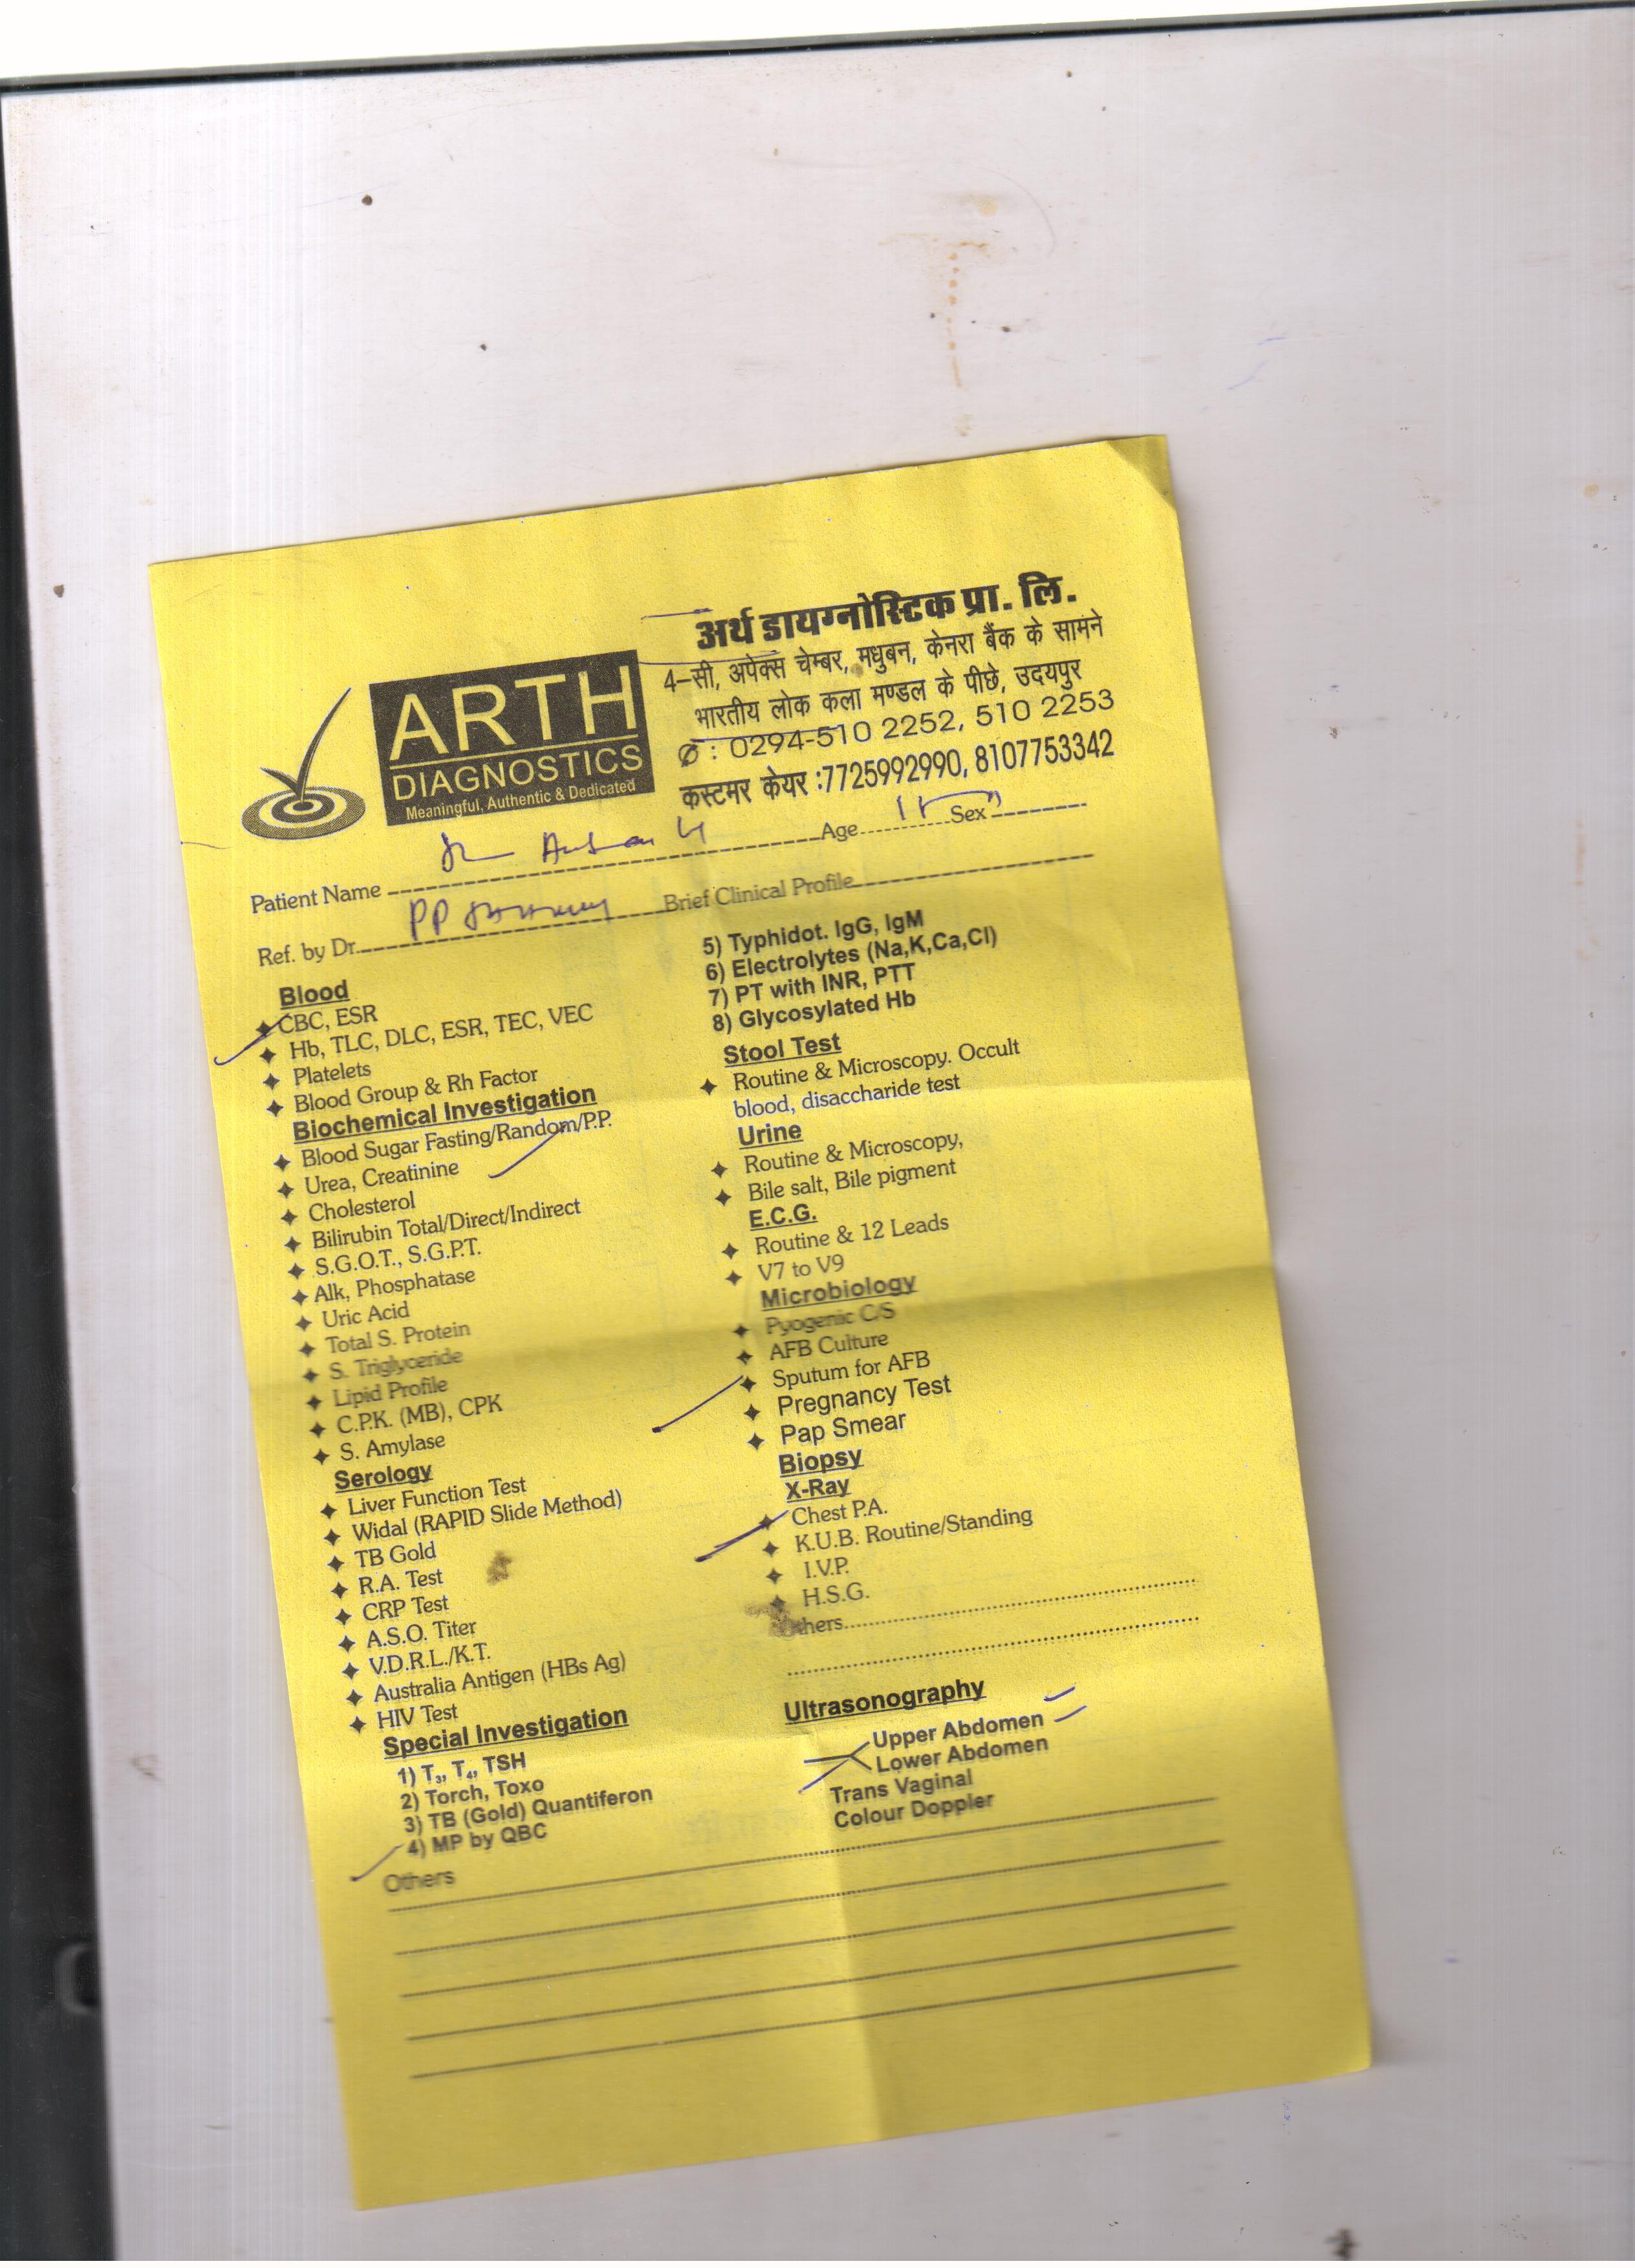 अर्थ डायग्नोस्टिक प्रा. लि.
4-सी, अपेक्स चेम्बर, मधुबन, केनरा बैंक के सामने
भारतीय लोक कला मण्डल के पीछे, उदयपुर
: 0294-510 2252, 510 2253
कस्टमर केयर :7725992990, 8107753342
ARTH
DIAGNOSTICS
Meaningful, Authentic & Dedicated
Patient Name Age Sex
Ref. by Dr. PP Brief Clinical Profile
Blood
CBC, ESR
Hb, TLC, DLC, ESR, TEC, VEC
Platelets
Blood Group & Rh Factor
Biochemical Investigation
Blood Sugar Fasting/Random/P.P.
Urea, Creatinine
Cholesterol
Bilirubin Total/Direct/Indirect
S.G.O.T., S.G.P.T.
Alk, Phosphatase
Uric Acid
Total S. Protein
S. Triglyceride
Lipid Profile
C.P.K. (MB), CPK
S. Amylase
Serology
Liver Function Test
Widal (RAPID Slide Method)
TB Gold
R.A. Test
CRP Test
A.S.O. Titer
V.D.R.L./K.T.
Australia Antigen (HBs Ag)
HIV Test
Special Investigation
1) T3, T4, TSH
2) Torch, Toxo
3) TB (Gold) Quantiferon
4) MP by QBC
Others
5) Typhidot. IgG, IgM
6) Electrolytes (Na,K,Ca,Cl)
7) PT with INR, PTT
8) Glycosylated Hb
Stool Test
Routine & Microscopy. Occult
blood, disaccharide test
Urine
Routine & Microscopy,
Bile salt, Bile pigment
E.C.G.
Routine & 12 Leads
V7 to V9
Microbiology
Pyogenic C/S
AFB Culture
Sputum for AFB
Pregnancy Test
Pap Smear
Biopsy
X-Ray
Chest P.A.
K.U.B. Routine/Standing
I.V.P.
H.S.G.
Others
Ultrasonography
Upper Abdomen
Lower Abdomen
Trans Vaginal
Colour Doppler